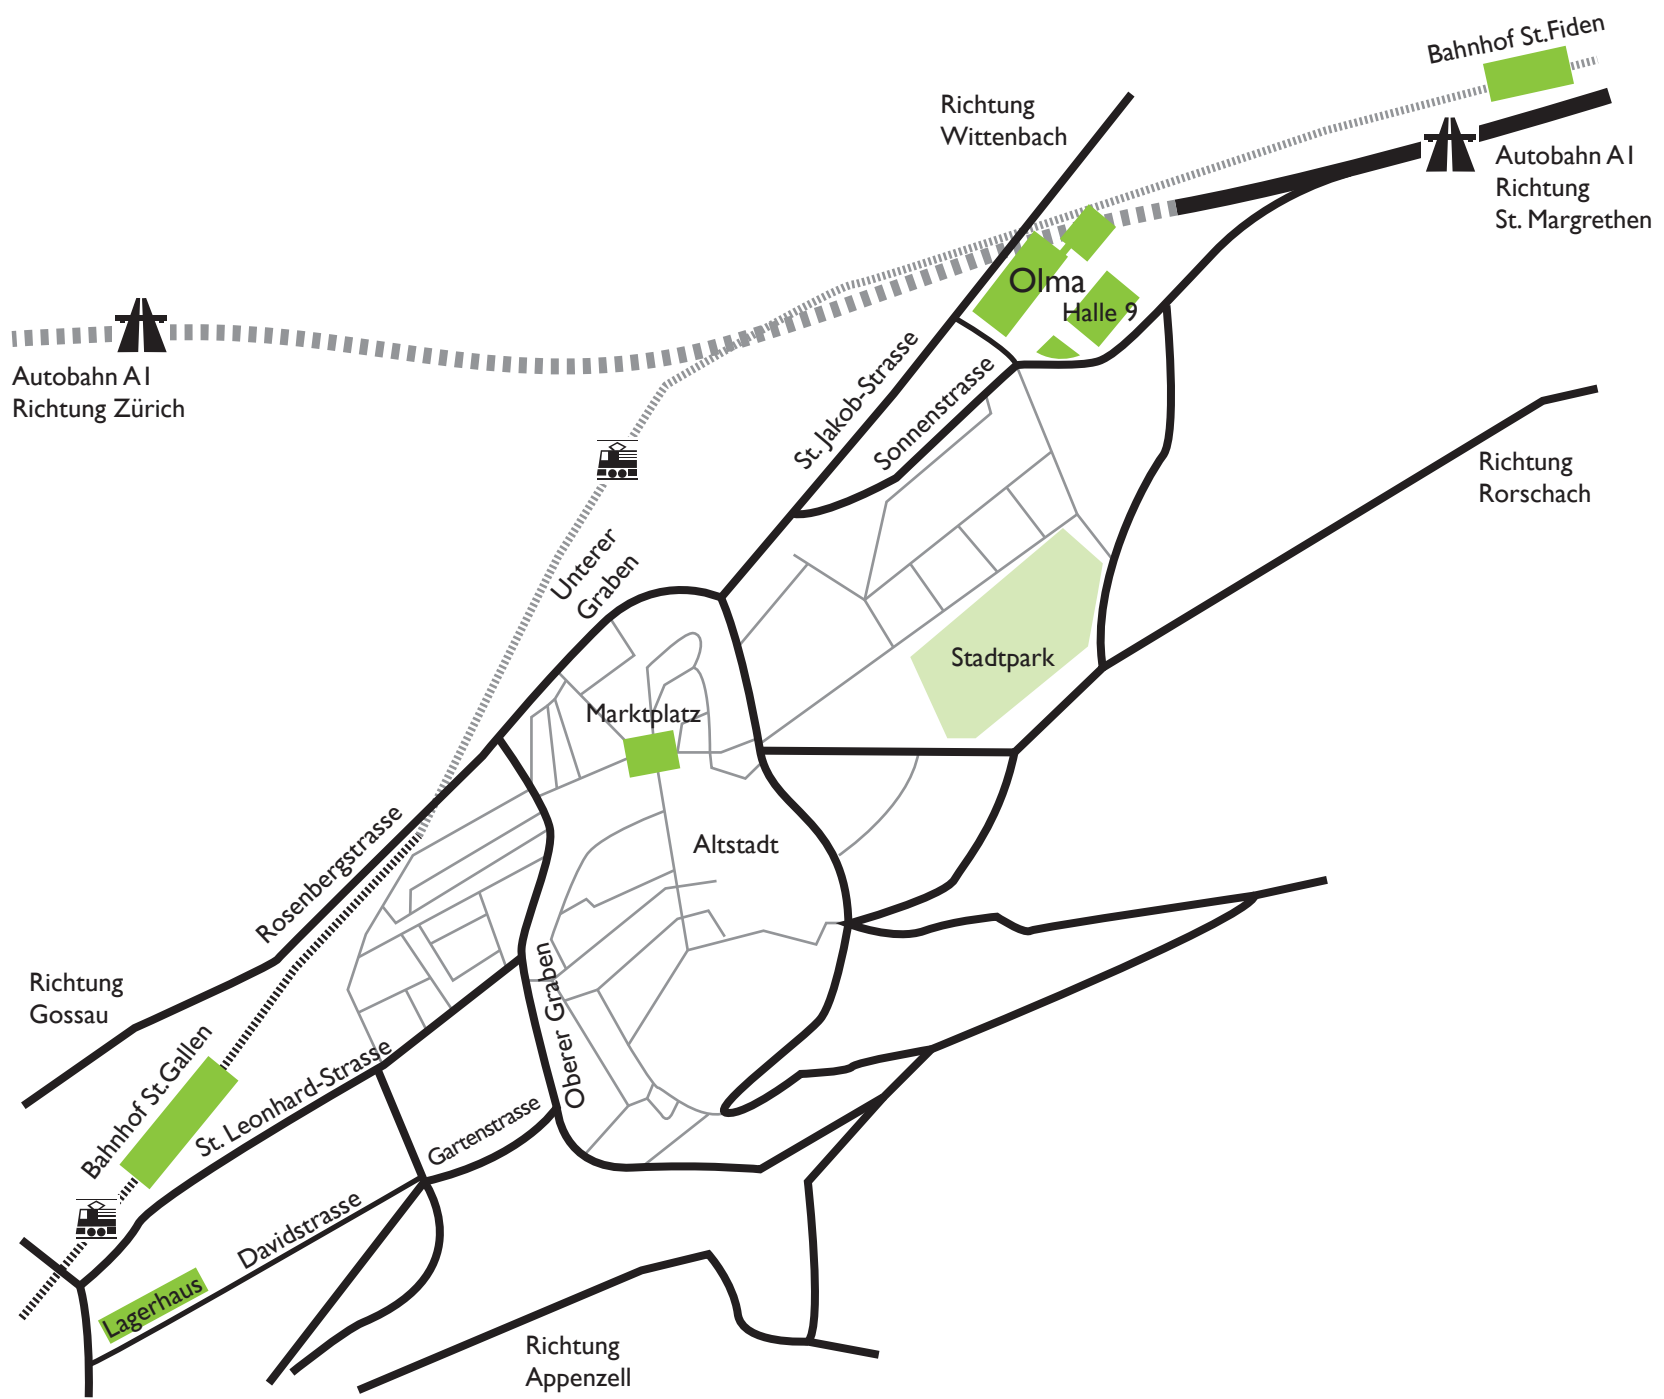 Bahnhof St.Fiden
Richtung
Wittenbach
Autobahn A1
Richtung
St. Margrethen
Olma
Halle 9
Autobahn A1
Richtung Zürich
St. Jakob-Strasse
Sonnenstrasse
Richtung
Rorschach
Unterer
Graben
Stadtpark
Marktplatz
Altstadt
Rosenbergstrasse
Richtung
Gossau
Oberer Graben
Bahnhof St.Gallen
St. Leonhard-Strasse
Gartenstrasse
Davidstrasse
Lagerhaus
Richtung
Appenzell